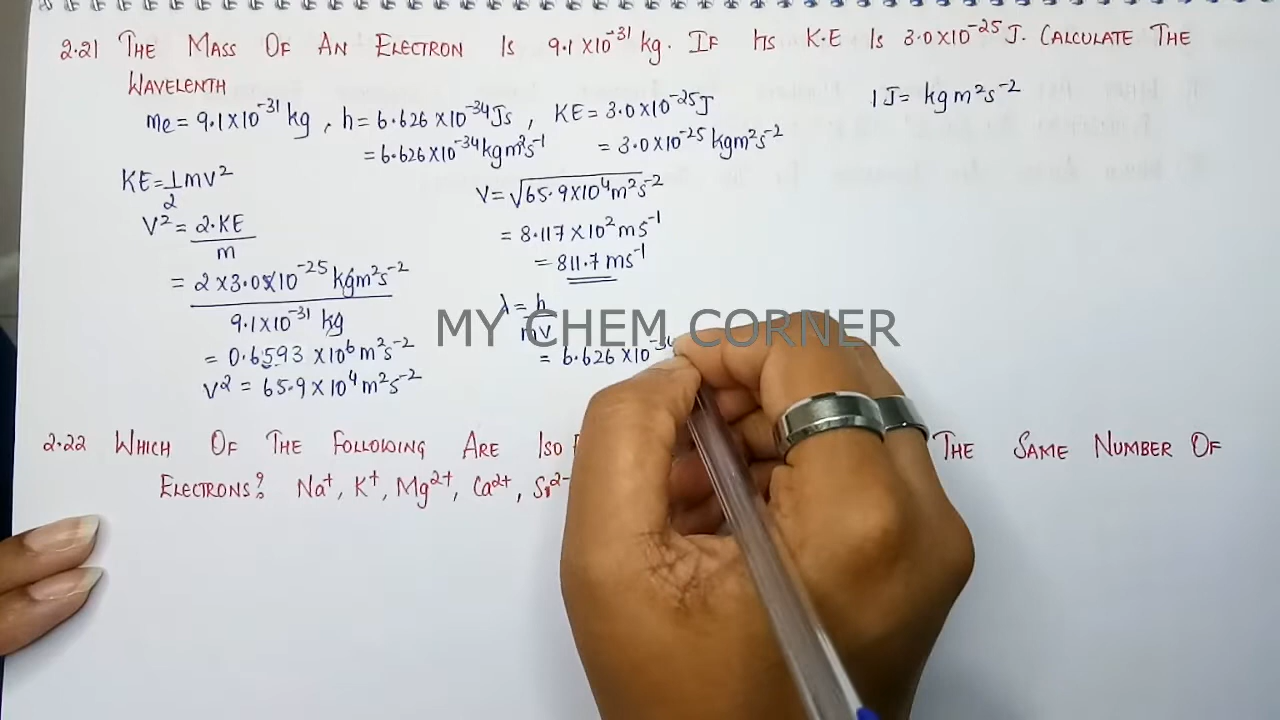 2.21 THE MASS OF AN ELECTRON IS 9.1×10⁻³¹ kg. IF ITS K.E IS 3.0×10⁻²⁵ J. CALCULATE THE
WAVELENTH
me = 9.1×10⁻³¹ kg, h = 6.626×10⁻³⁴ Js, KE = 3.0×10⁻²⁵ J
1 J = kg m² s⁻²
= 6.626×10⁻³⁴ kg m² s⁻¹ = 3.0×10⁻²⁵ kg m² s⁻²
KE = 1/2 mv²
v² = 2·KE/m
= 2×3.0×10⁻²⁵ kg m² s⁻² / 9.1×10⁻³¹ kg
= 0.6593 ×10⁶ m² s⁻²
v² = 65.9×10⁴ m² s⁻²
v = √65.9×10⁴ m² s⁻²
= 8.117×10² m s⁻¹
= 811.7 ms⁻¹
λ = h/mv
= 6.626×10⁻³⁴
MY CHEM CORNER
2.22 WHICH OF THE FOLLOWING ARE ISO THE SAME NUMBER OF
ELECTRONS? Na⁺, K⁺, Mg²⁺, Ca²⁺,